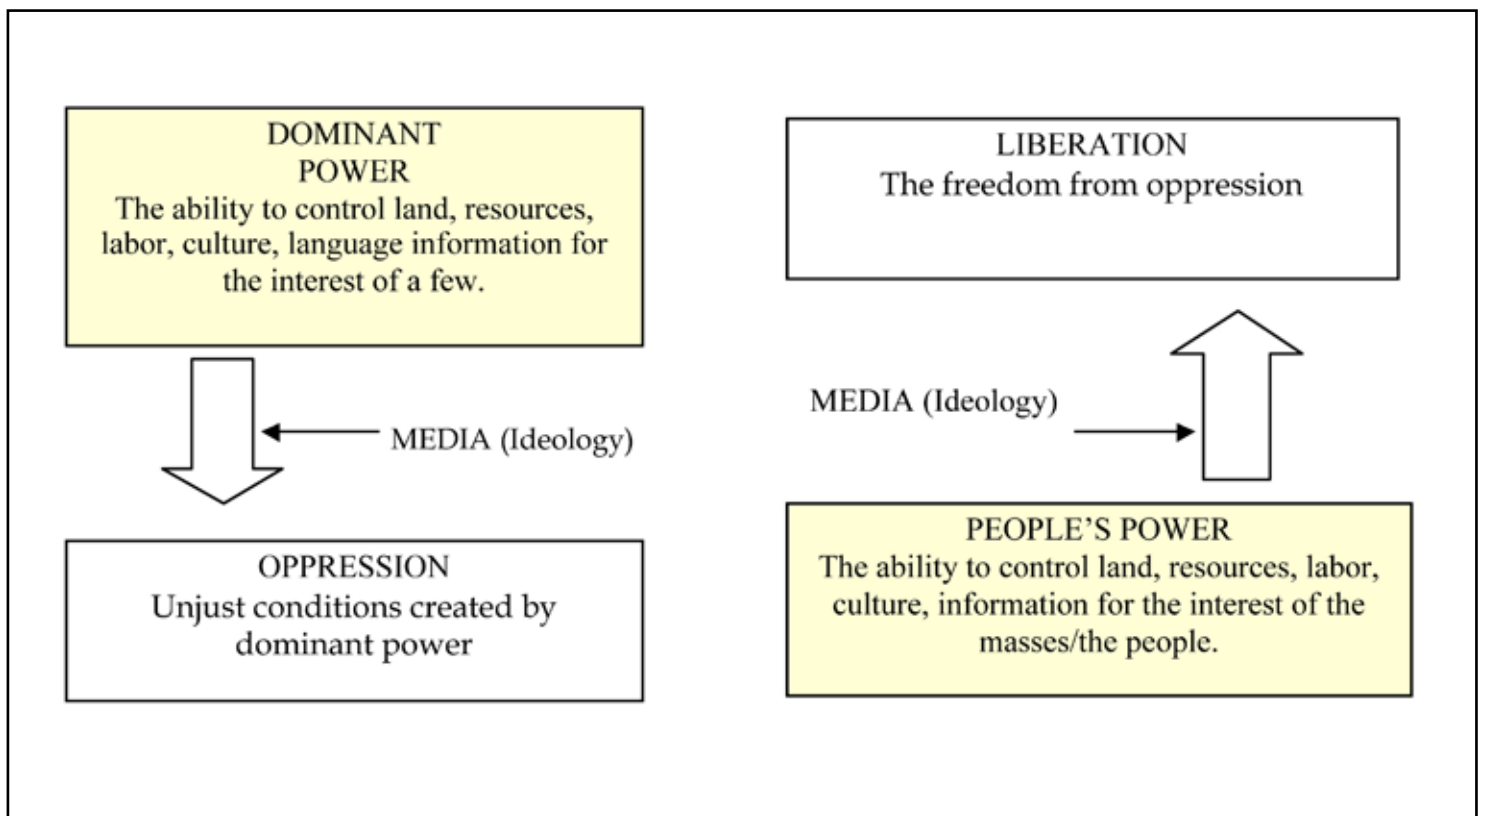 DOMINANT
POWER
The ability to control land, resources,
labor, culture, language information for
the interest of a few.
MEDIA (Ideology)
OPPRESSION
Unjust conditions created by
dominant power
LIBERATION
The freedom from oppression
MEDIA (Ideology)
PEOPLE’S POWER
The ability to control land, resources, labor,
culture, information for the interest of the
masses/the people.